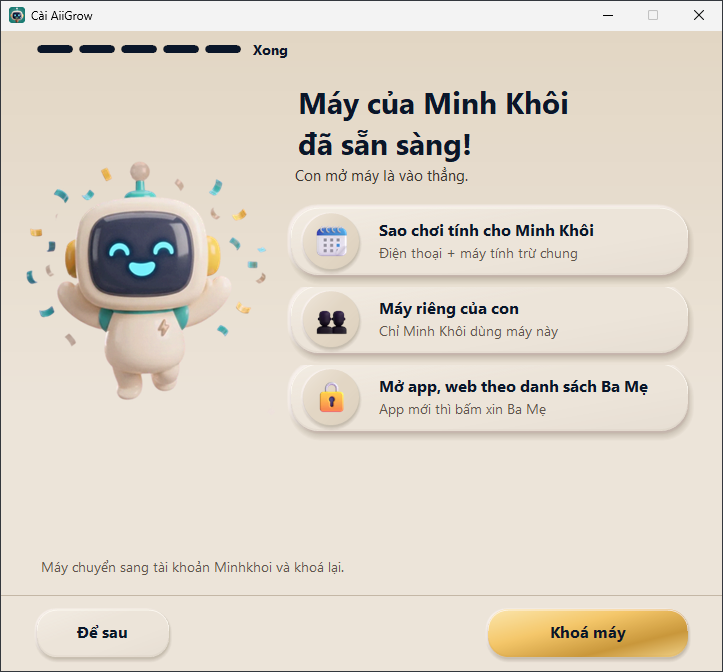 Cài AiiGrow
Xong
Máy của Minh Khôi
đã sẵn sàng!
Con mở máy là vào thẳng.
Sao chơi tính cho Minh Khôi
Điện thoại + máy tính trừ chung
Máy riêng của con
Chỉ Minh Khôi dùng máy này
Mở app, web theo danh sách Ba Mẹ
App mới thì bấm xin Ba Mẹ
Máy chuyển sang tài khoản Minhkhoi và khoá lại.
Để sau
Khoá máy